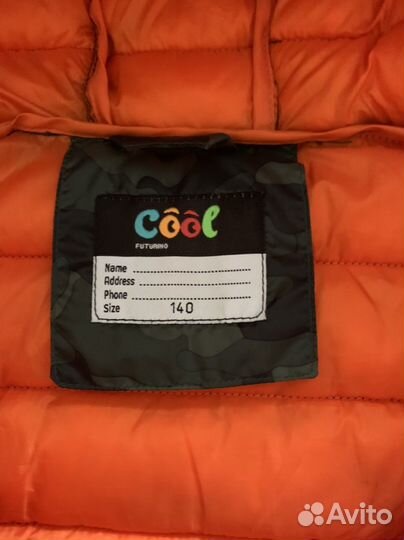 Cool
FUTURINO
Name
Address
Phone
Size 140
Avito